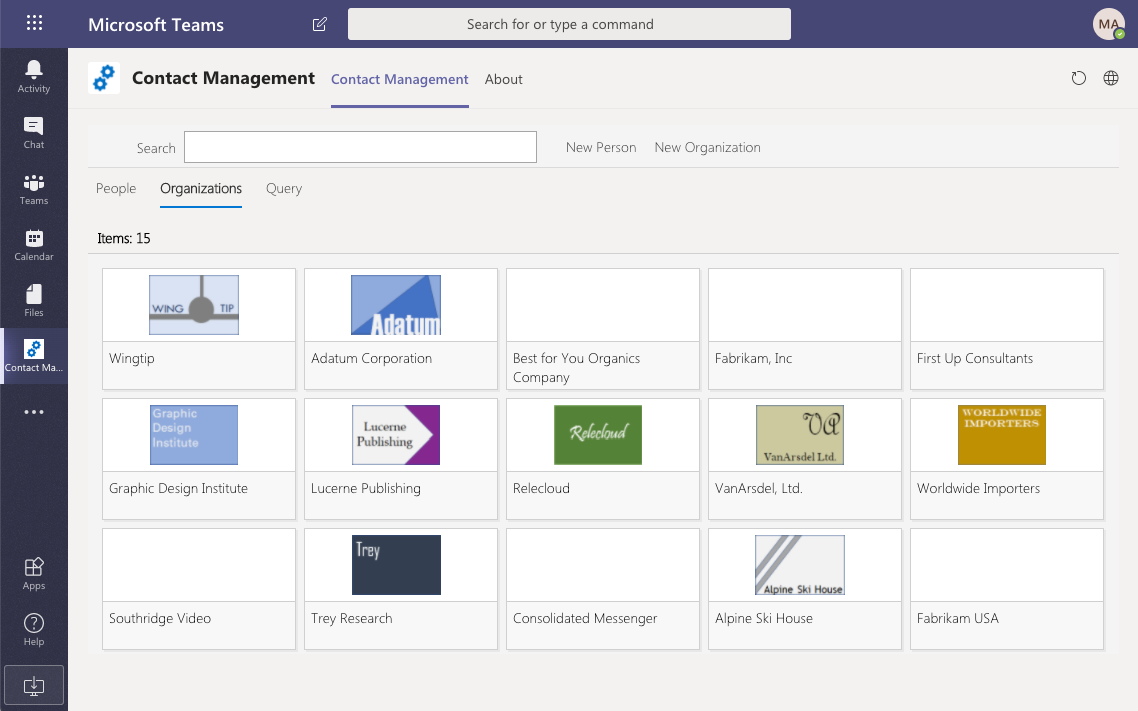 Microsoft Teams
Search for or type a command
MA
Activity
Chat
Teams
Calendar
Files
Contact Ma...
Apps
Help
Contact Management
Contact Management
About
Search
New Person
New Organization
People
Organizations
Query
Items: 15
WING TIP
Wingtip
Adatum
Adatum Corporation
Best for You Organics
Company
Fabrikam, Inc
First Up Consultants
Graphic
Design
Institute
Graphic Design Institute
Lucerne
Publishing
Lucerne Publishing
Relecloud
Relecloud
VA
VanArsdel Ltd.
VanArsdel, Ltd.
WORLDWIDE
IMPORTERS
Worldwide Importers
Southridge Video
Trey
Trey Research
Consolidated Messenger
Alpine Ski House
Alpine Ski House
Fabrikam USA